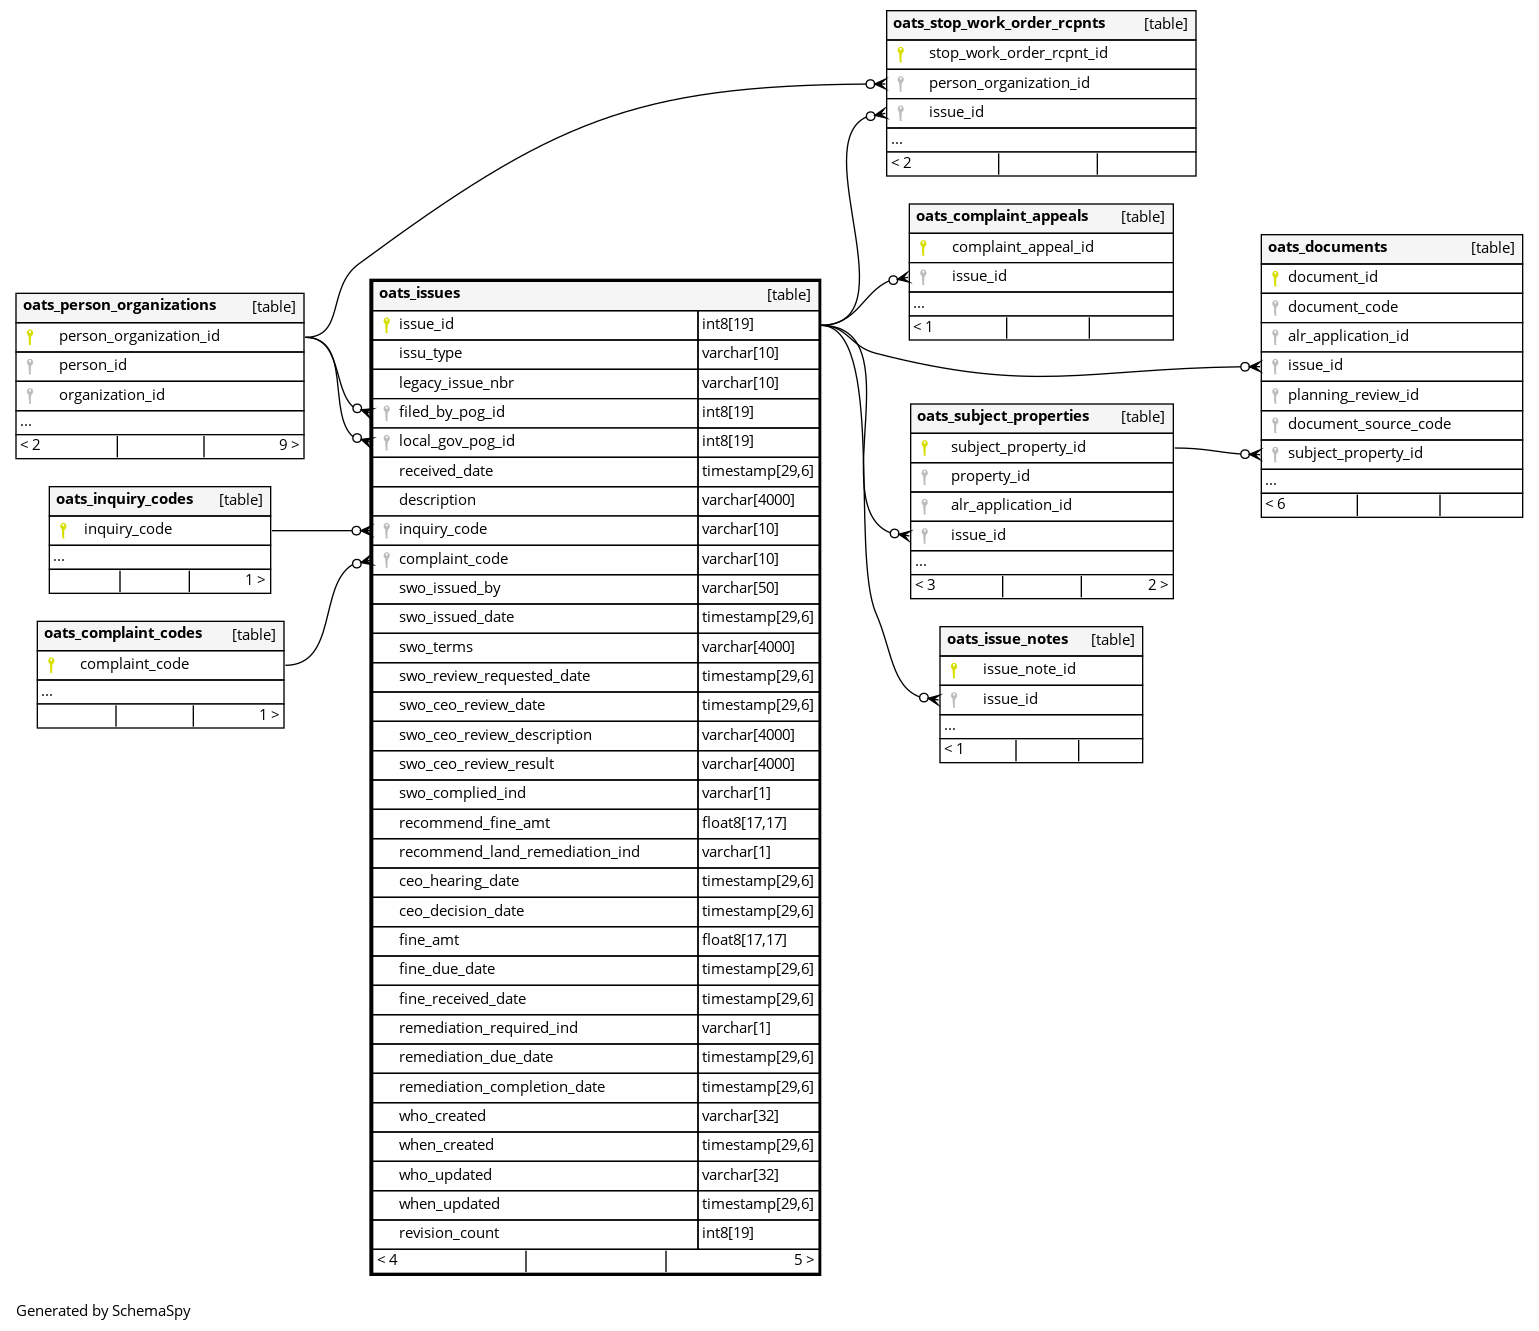 oats_stop_work_order_rcpnts [table]
stop_work_order_rcpnt_id
person_organization_id
issue_id
...
< 2
oats_complaint_appeals [table]
complaint_appeal_id
issue_id
...
< 1
oats_documents [table]
document_id
document_code
alr_application_id
issue_id
planning_review_id
document_source_code
subject_property_id
...
< 6
oats_person_organizations [table]
person_organization_id
person_id
organization_id
...
< 2 9 >
oats_inquiry_codes [table]
inquiry_code
...
1 >
oats_complaint_codes [table]
complaint_code
...
1 >
oats_issues [table]
issue_id int8[19]
issu_type varchar[10]
legacy_issue_nbr varchar[10]
filed_by_pog_id int8[19]
local_gov_pog_id int8[19]
received_date timestamp[29,6]
description varchar[4000]
inquiry_code varchar[10]
complaint_code varchar[10]
swo_issued_by varchar[50]
swo_issued_date timestamp[29,6]
swo_terms varchar[4000]
swo_review_requested_date timestamp[29,6]
swo_ceo_review_date timestamp[29,6]
swo_ceo_review_description varchar[4000]
swo_ceo_review_result varchar[4000]
swo_complied_ind varchar[1]
recommend_fine_amt float8[17,17]
recommend_land_remediation_ind varchar[1]
ceo_hearing_date timestamp[29,6]
ceo_decision_date timestamp[29,6]
fine_amt float8[17,17]
fine_due_date timestamp[29,6]
fine_received_date timestamp[29,6]
remediation_required_ind varchar[1]
remediation_due_date timestamp[29,6]
remediation_completion_date timestamp[29,6]
who_created varchar[32]
when_created timestamp[29,6]
who_updated varchar[32]
when_updated timestamp[29,6]
revision_count int8[19]
< 4 5 >
oats_subject_properties [table]
subject_property_id
property_id
alr_application_id
issue_id
...
< 3 2 >
oats_issue_notes [table]
issue_note_id
issue_id
...
< 1
Generated by SchemaSpy